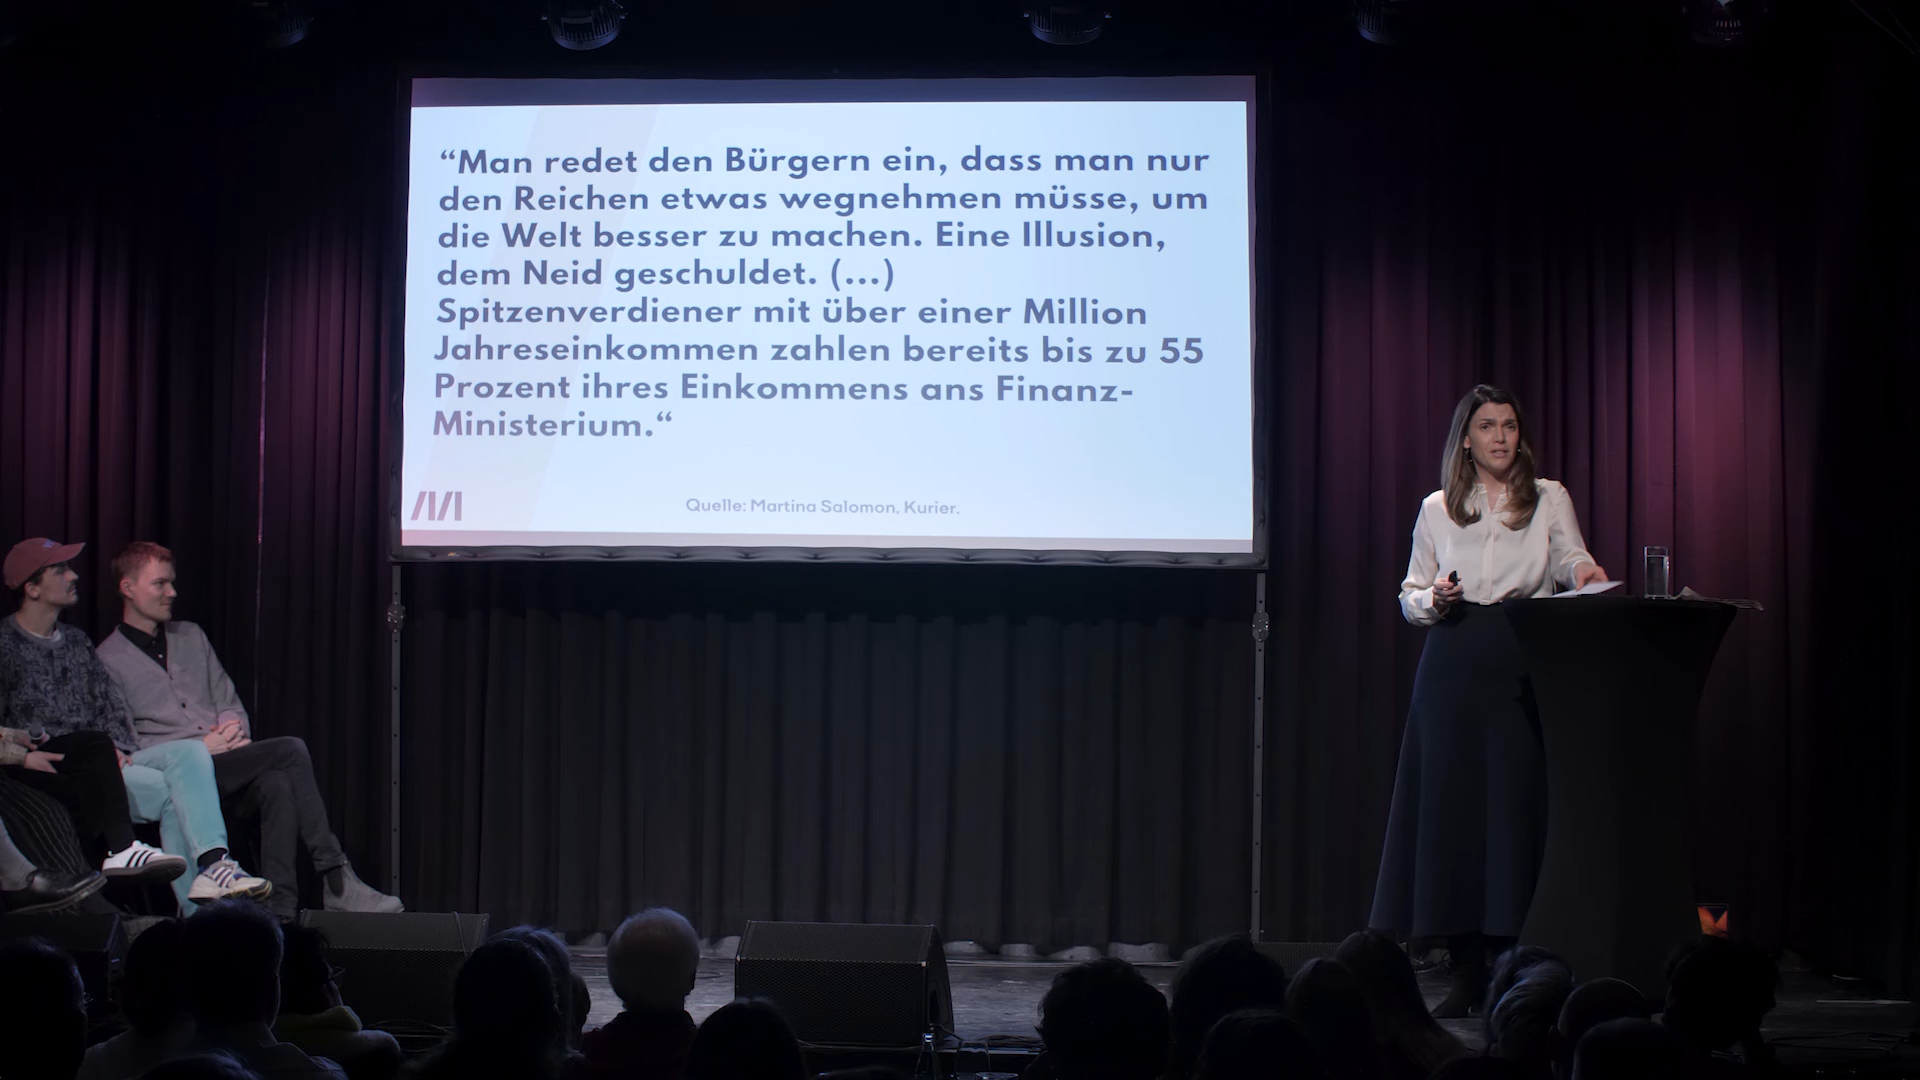 “Man redet den Bürgern ein, dass man nur
den Reichen etwas wegnehmen müsse, um
die Welt besser zu machen. Eine Illusion,
dem Neid geschuldet. (...)
Spitzenverdiener mit über einer Million
Jahreseinkommen zahlen bereits bis zu 55
Prozent ihres Einkommens ans Finanz-
Ministerium.“
Quelle: Martina Salomon, Kurier.